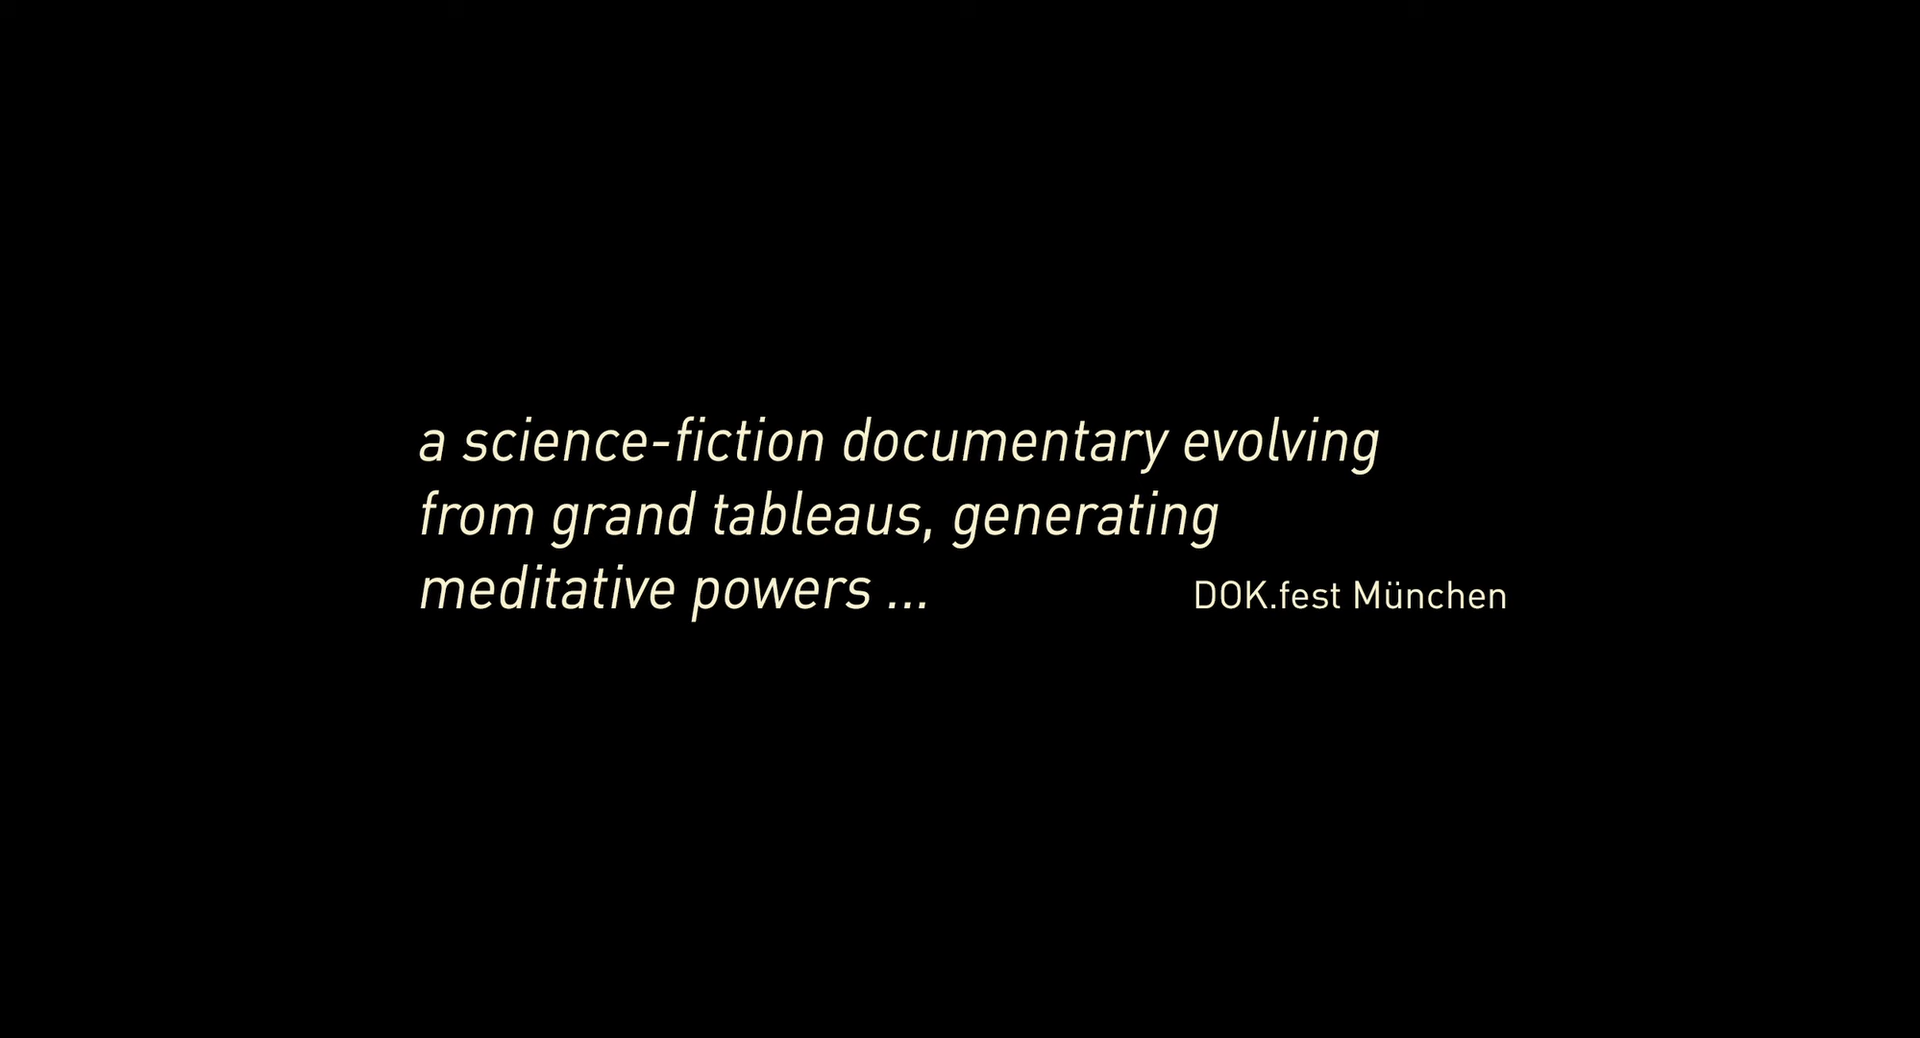 a science-fiction documentary evolving
from grand tableaus, generating
meditative powers ...
DOK.fest München